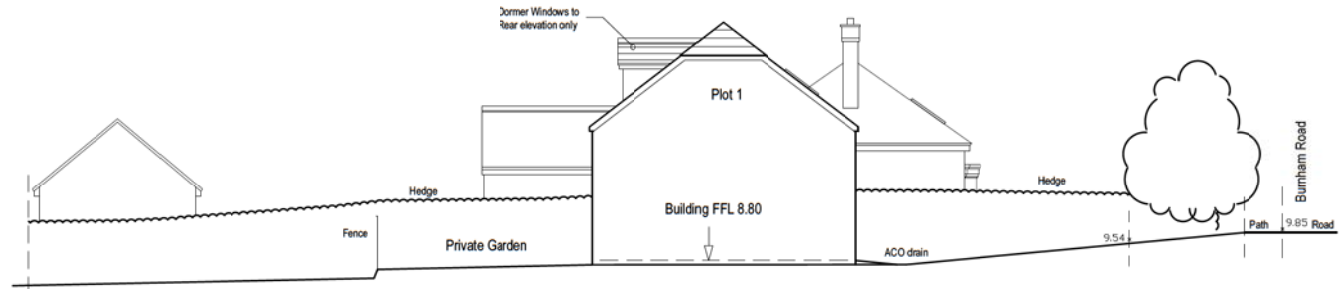 Dormer Windows to
Rear elevation only
Plot 1
Burnham Road
Hedge
Hedge
Building FFL 8.80
Fence
Private Garden
ACO drain
9.54
Path
9.85
Road